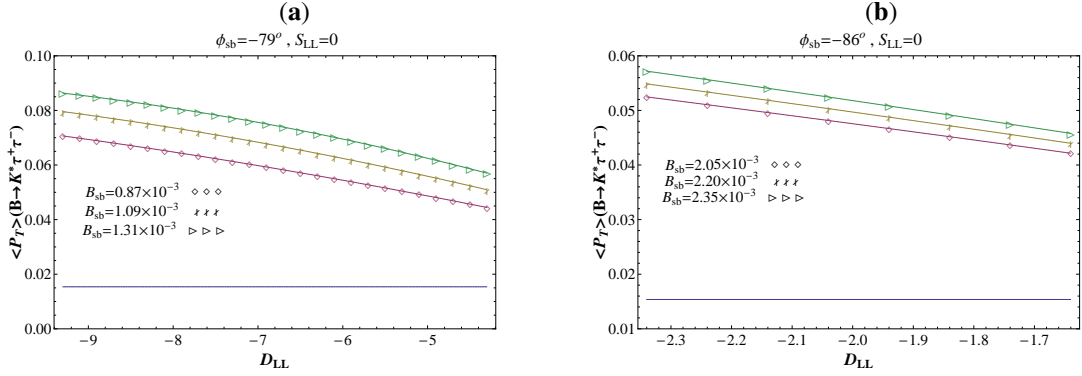 (a)
ϕsb=−79o , SLL=0
<PT>(B→K*τ+τ−)
0.10
0.08
0.06
0.04
0.02
0.00
Bsb=0.87×10−3
Bsb=1.09×10−3
Bsb=1.31×10−3
−9 −8 −7 −6 −5
DLL
(b)
ϕsb=−86o , SLL=0
<PT>(B→K*τ+τ−)
0.06
0.05
0.04
0.03
0.02
0.01
Bsb=2.05×10−3
Bsb=2.20×10−3
Bsb=2.35×10−3
−2.3 −2.2 −2.1 −2.0 −1.9 −1.8 −1.7
DLL